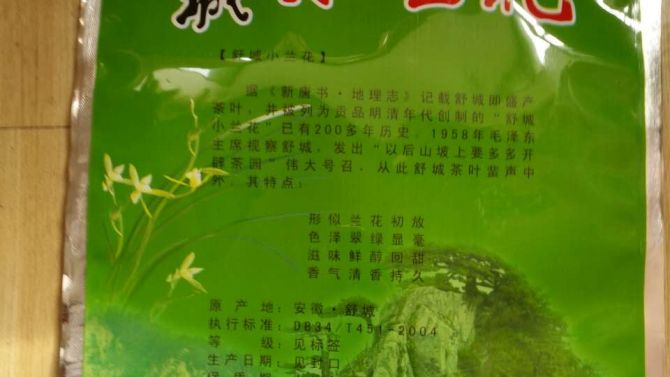 【舒城小兰花】
据《新唐书·地理志》记载舒城即盛产
茶叶,并被列为贡品明清年代创制的"舒城
小兰花"已有200多年历史,1958年毛泽东
主席视察舒城,发出"以后山坡上要多多开
辟茶园"伟大号召,从此舒城茶叶蜚声中
外,其特点:
形似兰花初放
色泽翠绿显毫
滋味鲜醇回甜
香气清香持久
原产地:安徽·舒城
执行标准:DB34/T451-2004
等级:见标签
生产日期:见封口